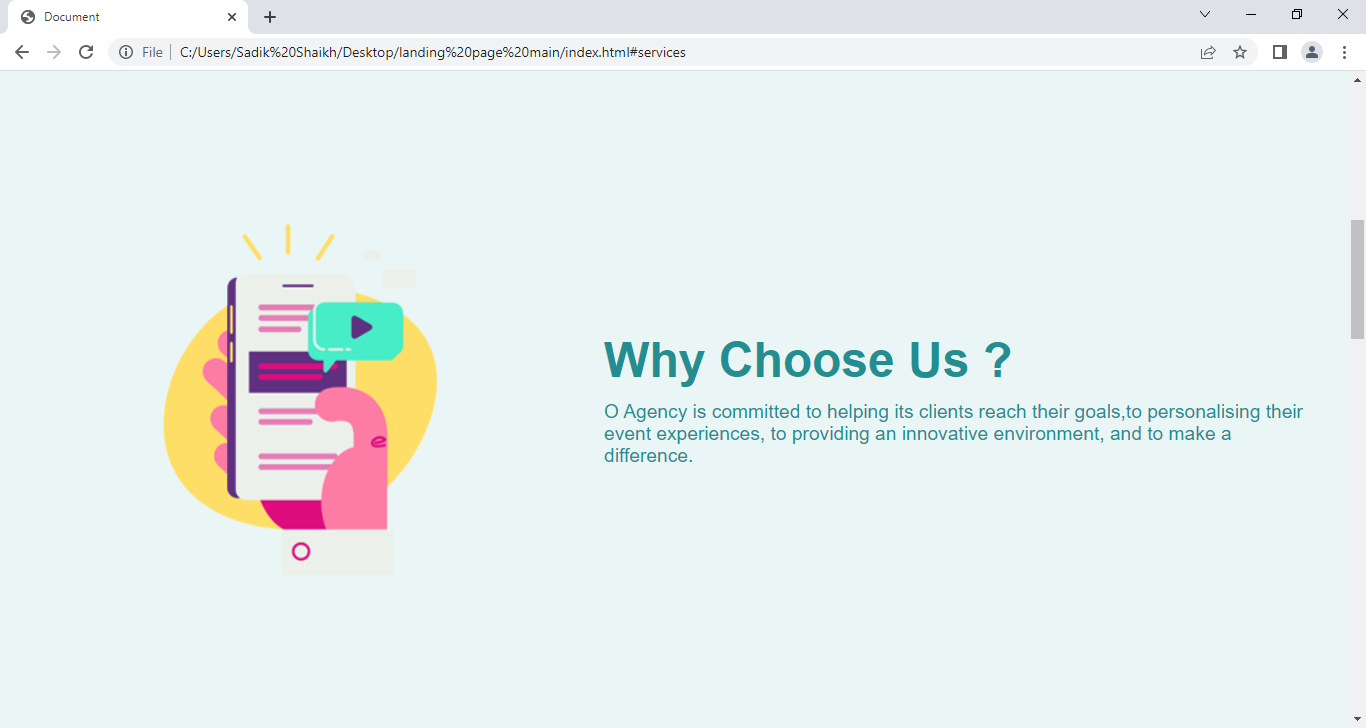 Document
File
C:/Users/Sadik%20Shaikh/Desktop/landing%20page%20main/index.html#services
Why Choose Us ?
O Agency is committed to helping its clients reach their goals,to personalising their
event experiences, to providing an innovative environment, and to make a
difference.